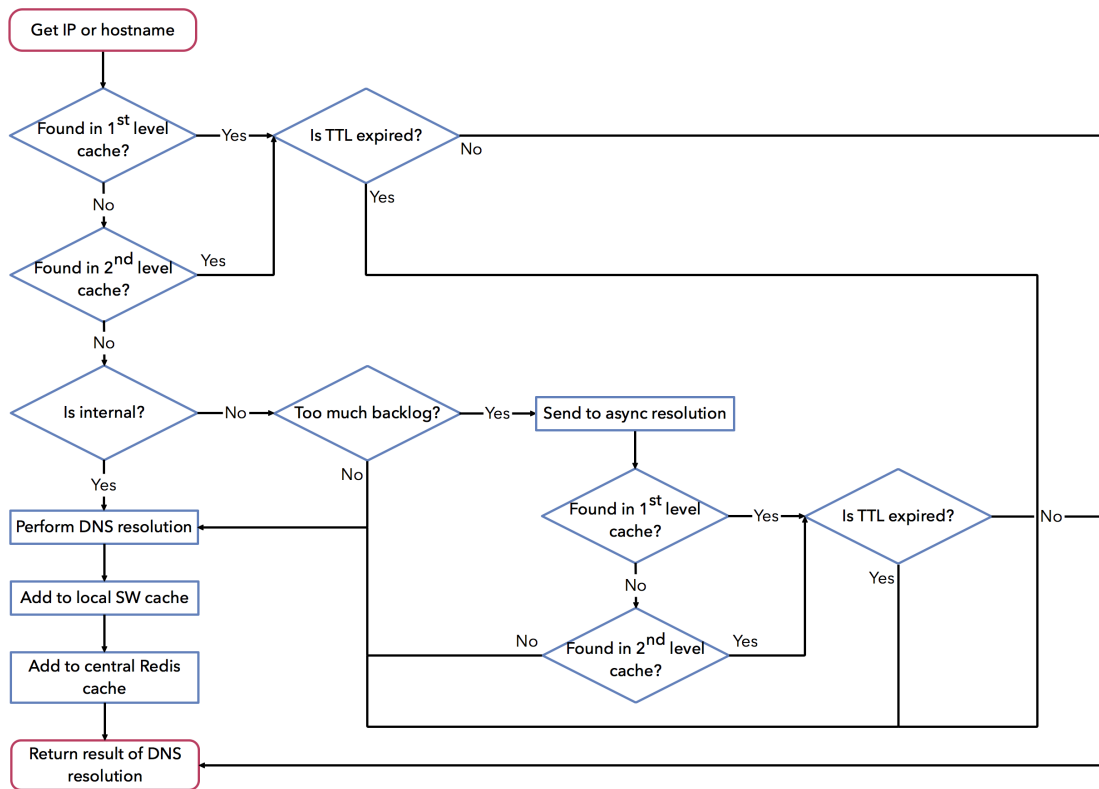 Get IP or hostname
Found in 1st level
cache?
Yes
Is TTL expired?
No
Yes
No
Found in 2nd level
cache?
Yes
No
Is internal?
No
Too much backlog?
Yes
Send to async resolution
No
Yes
Perform DNS resolution
Found in 1st level
cache?
Yes
Is TTL expired?
No
Yes
No
Add to local SW cache
Found in 2nd level
cache?
No
Yes
Add to central Redis
cache
Return result of DNS
resolution